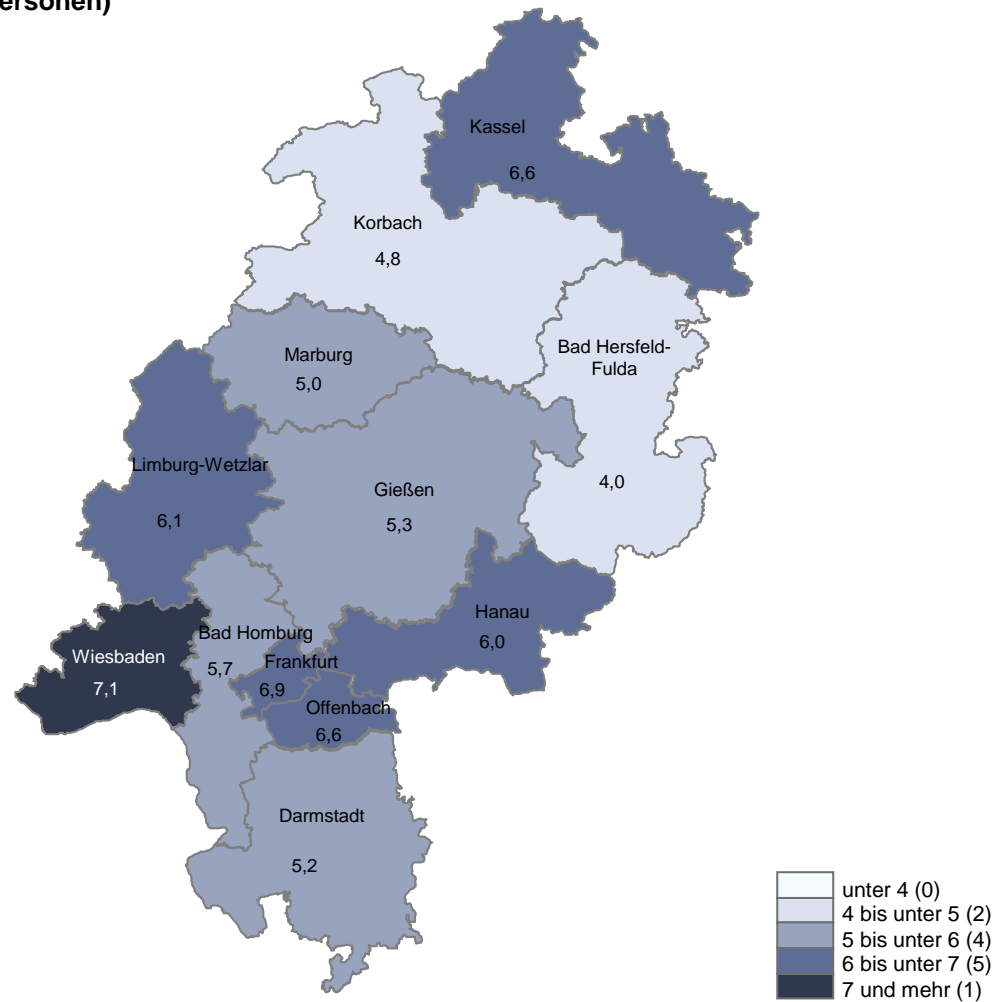 ersonen)
Kassel
6,6
Korbach
4,8
Bad Hersfeld-
Fulda
4,0
Marburg
5,0
Limburg-Wetzlar
6,1
Gießen
5,3
Hanau
6,0
Bad Homburg
5,7
Wiesbaden
7,1
Frankfurt
6,9
Offenbach
6,6
Darmstadt
5,2
unter 4 (0)
4 bis unter 5 (2)
5 bis unter 6 (4)
6 bis unter 7 (5)
7 und mehr (1)